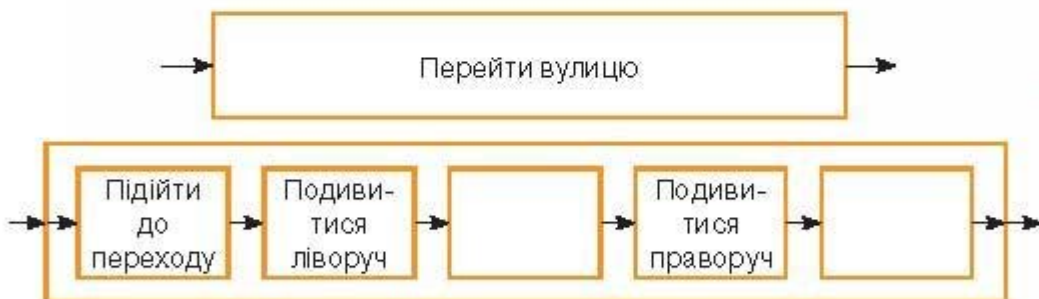 Перейти вулицю
Підійти
до
переходу
Подиви-
тися
ліворуч
Подиви-
тися
праворуч